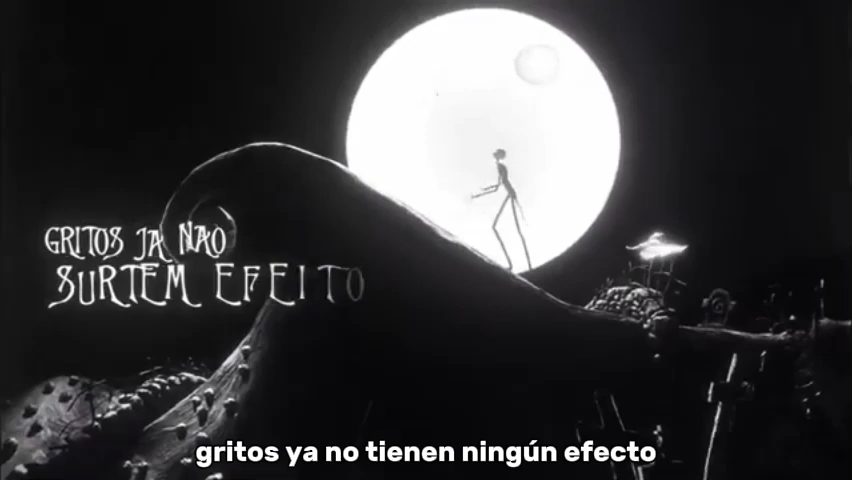 GRITOS JA NAO
SURTEM EFEITO
gritos ya no tienen ningún efecto